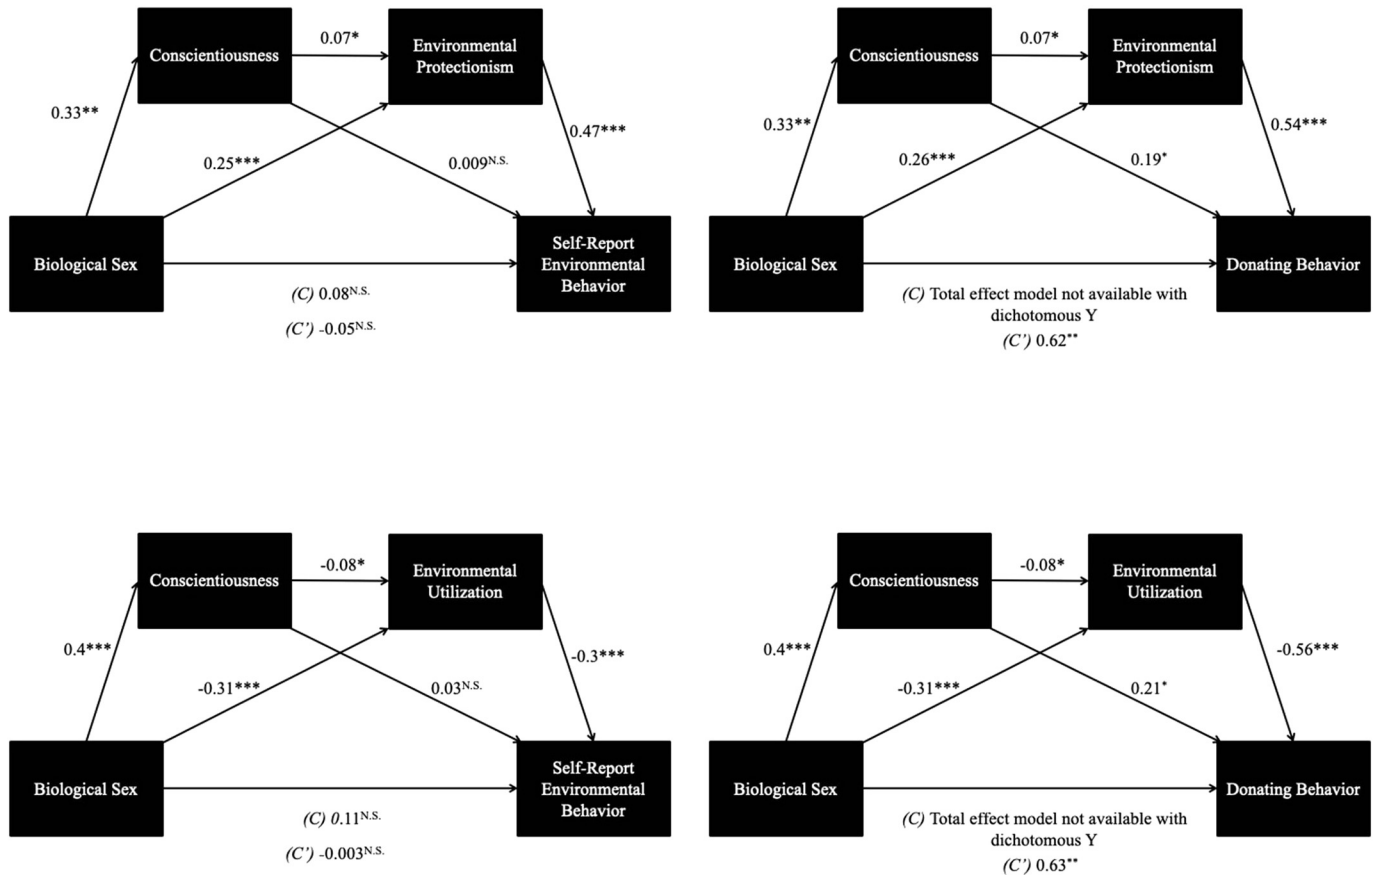 0.07*
Conscientiousness
Environmental
Protectionism
0.33**
0.47***
0.25***
0.009N.S.
Biological Sex
Self-Report
Environmental
Behavior
(C) 0.08N.S.
(C’) -0.05N.S.
0.07*
Conscientiousness
Environmental
Protectionism
0.33**
0.54***
0.26***
0.19*
Biological Sex
Donating Behavior
(C) Total effect model not available with
dichotomous Y
(C’) 0.62**
-0.08*
Conscientiousness
Environmental
Utilization
0.4***
-0.3***
-0.31***
0.03N.S.
Biological Sex
Self-Report
Environmental
Behavior
(C) 0.11N.S.
(C’) -0.003N.S.
-0.08*
Conscientiousness
Environmental
Utilization
0.4***
-0.56***
-0.31***
0.21*
Biological Sex
Donating Behavior
(C) Total effect model not available with
dichotomous Y
(C’) 0.63**